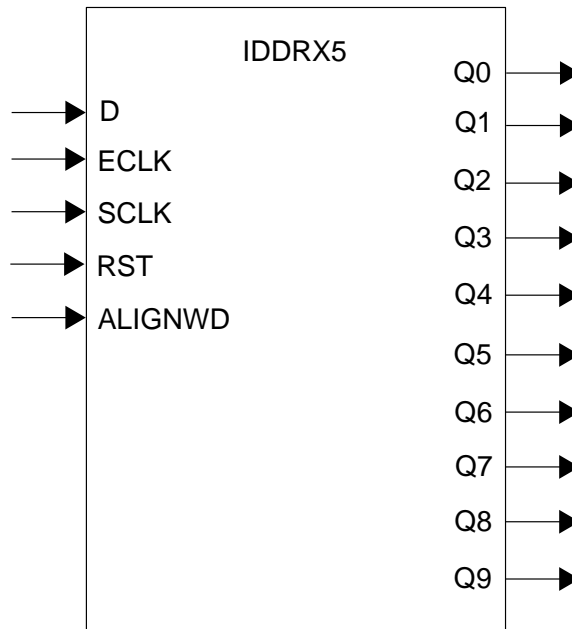 IDDRX5
D
ECLK
SCLK
RST
ALIGNWD
Q0
Q1
Q2
Q3
Q4
Q5
Q6
Q7
Q8
Q9